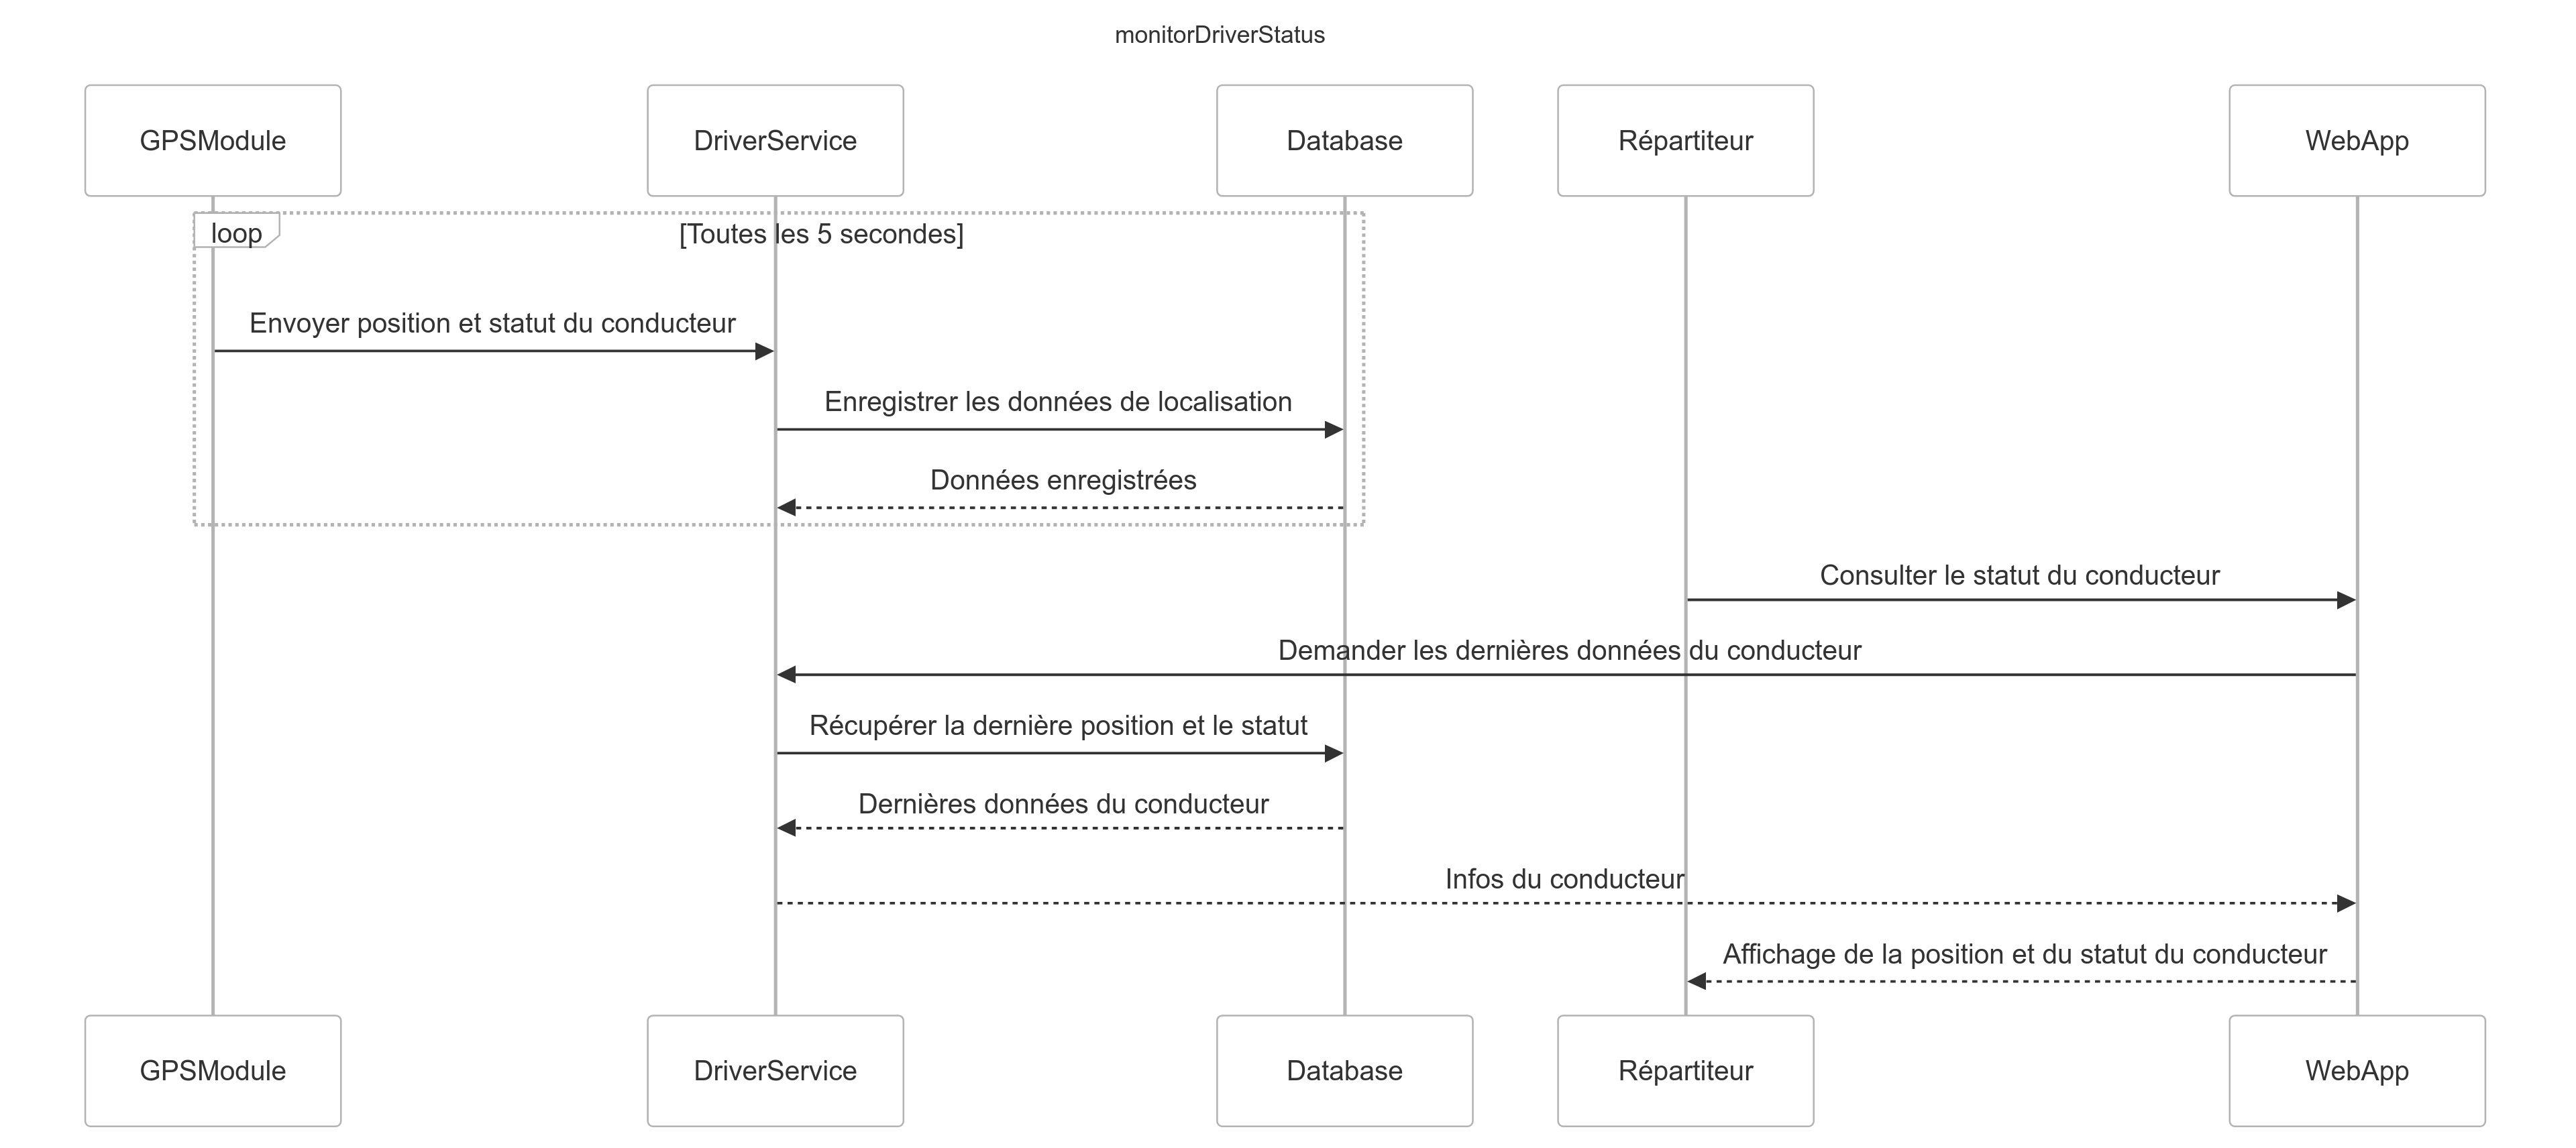 monitorDriverStatus
GPSModule
DriverService
Database
Répartiteur
WebApp
loop
[Toutes les 5 secondes]
Envoyer position et statut du conducteur
Enregistrer les données de localisation
Données enregistrées
Consulter le statut du conducteur
Demander les dernières données du conducteur
Récupérer la dernière position et le statut
Dernières données du conducteur
Infos du conducteur
Affichage de la position et du statut du conducteur
GPSModule
DriverService
Database
Répartiteur
WebApp